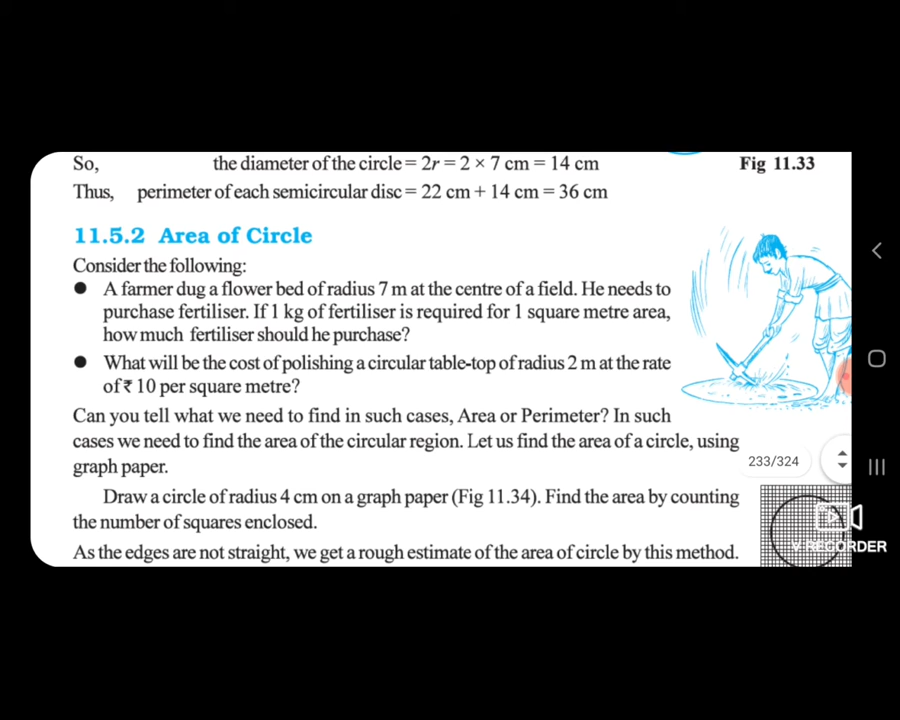 So, the diameter of the circle = 2r = 2 × 7 cm = 14 cm
Fig 11.33
Thus, perimeter of each semicircular disc = 22 cm + 14 cm = 36 cm
11.5.2 Area of Circle
Consider the following:
● A farmer dug a flower bed of radius 7 m at the centre of a field. He needs to
purchase fertiliser. If 1 kg of fertiliser is required for 1 square metre area,
how much fertiliser should he purchase?
● What will be the cost of polishing a circular table-top of radius 2 m at the rate
of ₹ 10 per square metre?
Can you tell what we need to find in such cases, Area or Perimeter? In such
cases we need to find the area of the circular region. Let us find the area of a circle, using
graph paper.
233/324
Draw a circle of radius 4 cm on a graph paper (Fig 11.34). Find the area by counting
the number of squares enclosed.
As the edges are not straight, we get a rough estimate of the area of circle by this method.
V RECORDER